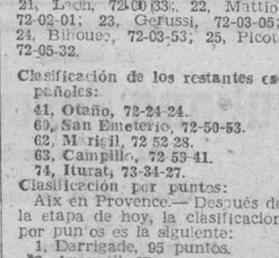 21, Lach, 72-00-33; 22, Mattio
72-02-01; 23, Gerussi, 72-03-05;
24, Bihouee, 72-03-53; 25, Picot
72-05-32.
Clasificación de los restantes es-
pañoles:
41, Otaño, 72-24-24.
60, San Emeterio, 72-50-53.
62, Marigil, 72 52 28.
63, Campillo, 72-59-41.
74, Iturat, 73-34-27.
Clasificación por puntos:
Aix en Provence.— Después de
la etapa de hoy, la clasificación
por puntos es la siguiente:
1, Darrigade, 95 puntos.